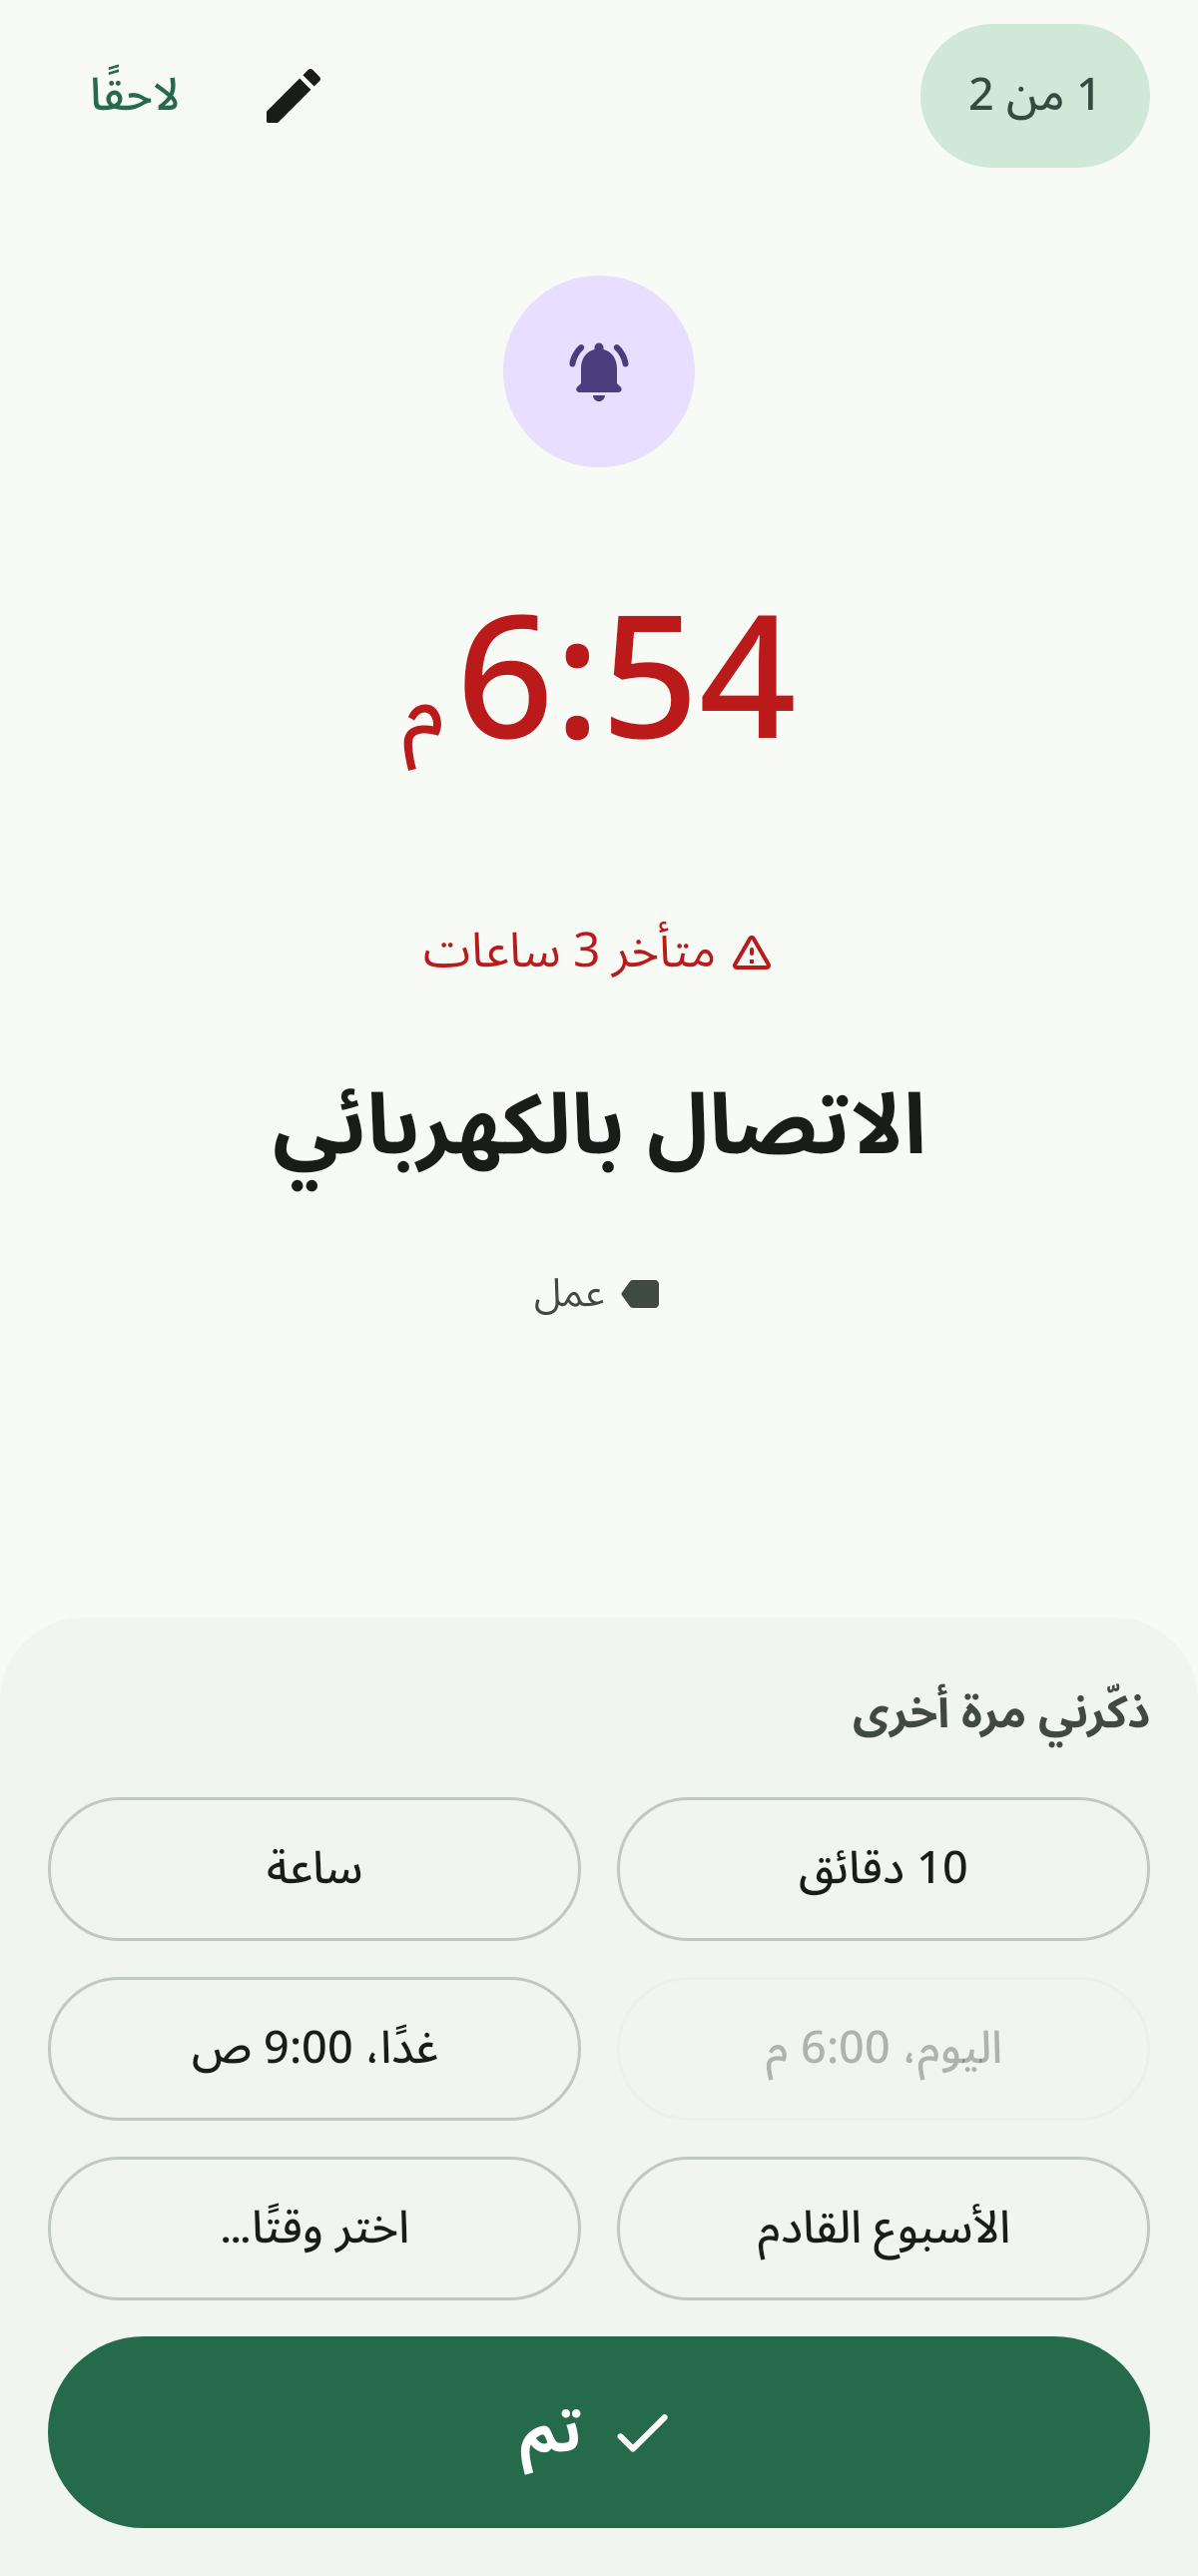 1 من 2
لاحقًا
6:54 م
متأخر 3 ساعات
الاتصال بالكهربائي
عمل
ذكّرني مرة أخرى
10 دقائق
ساعة
اليوم، 6:00 م
غدًا، 9:00 ص
الأسبوع القادم
اختر وقتًا...
تم